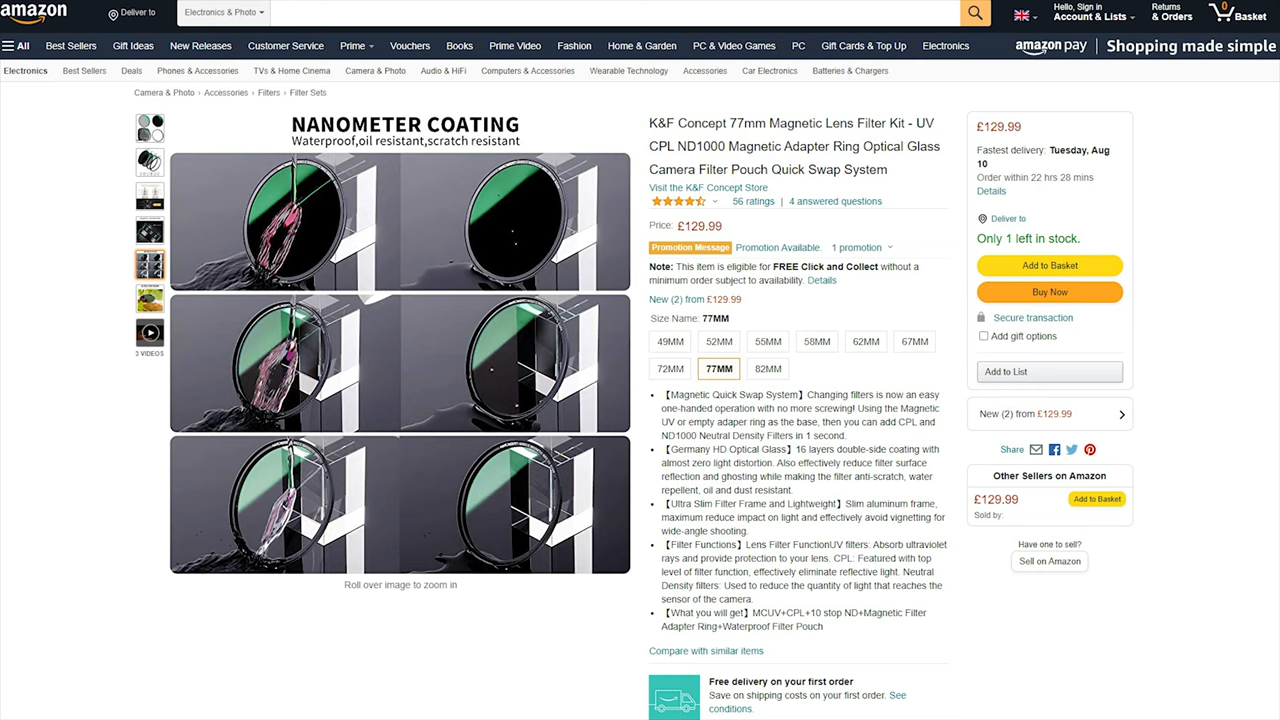 amazon
Deliver to
Electronics & Photo
Hello, Sign in
Account & Lists
Returns
& Orders
0
Basket
All
Best Sellers
Gift Ideas
New Releases
Customer Service
Prime
Vouchers
Books
Prime Video
Fashion
Home & Garden
PC & Video Games
PC
Gift Cards & Top Up
Electronics
amazon pay
Shopping made simple
Electronics
Best Sellers
Deals
Phones & Accessories
TVs & Home Cinema
Camera & Photo
Audio & HiFi
Computers & Accessories
Wearable Technology
Accessories
Car Electronics
Batteries & Chargers
Camera & Photo › Accessories › Filters › Filter Sets
3 VIDEOS
NANOMETER COATING
Waterproof,oil resistant,scratch resistant
Roll over image to zoom in
K&F Concept 77mm Magnetic Lens Filter Kit - UV
CPL ND1000 Magnetic Adapter Ring Optical Glass
Camera Filter Pouch Quick Swap System
Visit the K&F Concept Store
56 ratings | 4 answered questions
Price: £129.99
Promotion Message Promotion Available. 1 promotion
Note: This item is eligible for FREE Click and Collect without a
minimum order subject to availability. Details
New (2) from £129.99
Size Name: 77MM
49MM 52MM 55MM 58MM 62MM 67MM
72MM 77MM 82MM
• 【Magnetic Quick Swap System】Changing filters is now an easy
one-handed operation with no more screwing! Using the Magnetic
UV or empty adaper ring as the base, then you can add CPL and
ND1000 Neutral Density Filters in 1 second.
• 【Germany HD Optical Glass】16 layers double-side coating with
almost zero light distortion. Also effectively reduce filter surface
reflection and ghosting while making the filter anti-scratch, water
repellent, oil and dust resistant.
• 【Ultra Slim Filter Frame and Lightweight】Slim aluminum frame,
maximum reduce impact on light and effectively avoid vignetting for
wide-angle shooting.
• 【Filter Functions】Lens Filter FunctionUV filters: Absorb ultraviolet
rays and provide protection to your lens. CPL: Featured with top
level of filter function, effectively eliminate reflective light. Neutral
Density filters: Used to reduce the quantity of light that reaches the
sensor of the camera.
• 【What you will get】MCUV+CPL+10 stop ND+Magnetic Filter
Adapter Ring+Waterproof Filter Pouch
Compare with similar items
Free delivery on your first order
Save on shipping costs on your first order. See
conditions.
£129.99
Fastest delivery: Tuesday, Aug
10
Order within 22 hrs 28 mins
Details
Deliver to
Only 1 left in stock.
Add to Basket
Buy Now
Secure transaction
Add gift options
Add to List
New (2) from £129.99
Share
Other Sellers on Amazon
£129.99
Add to Basket
Sold by:
Have one to sell?
Sell on Amazon